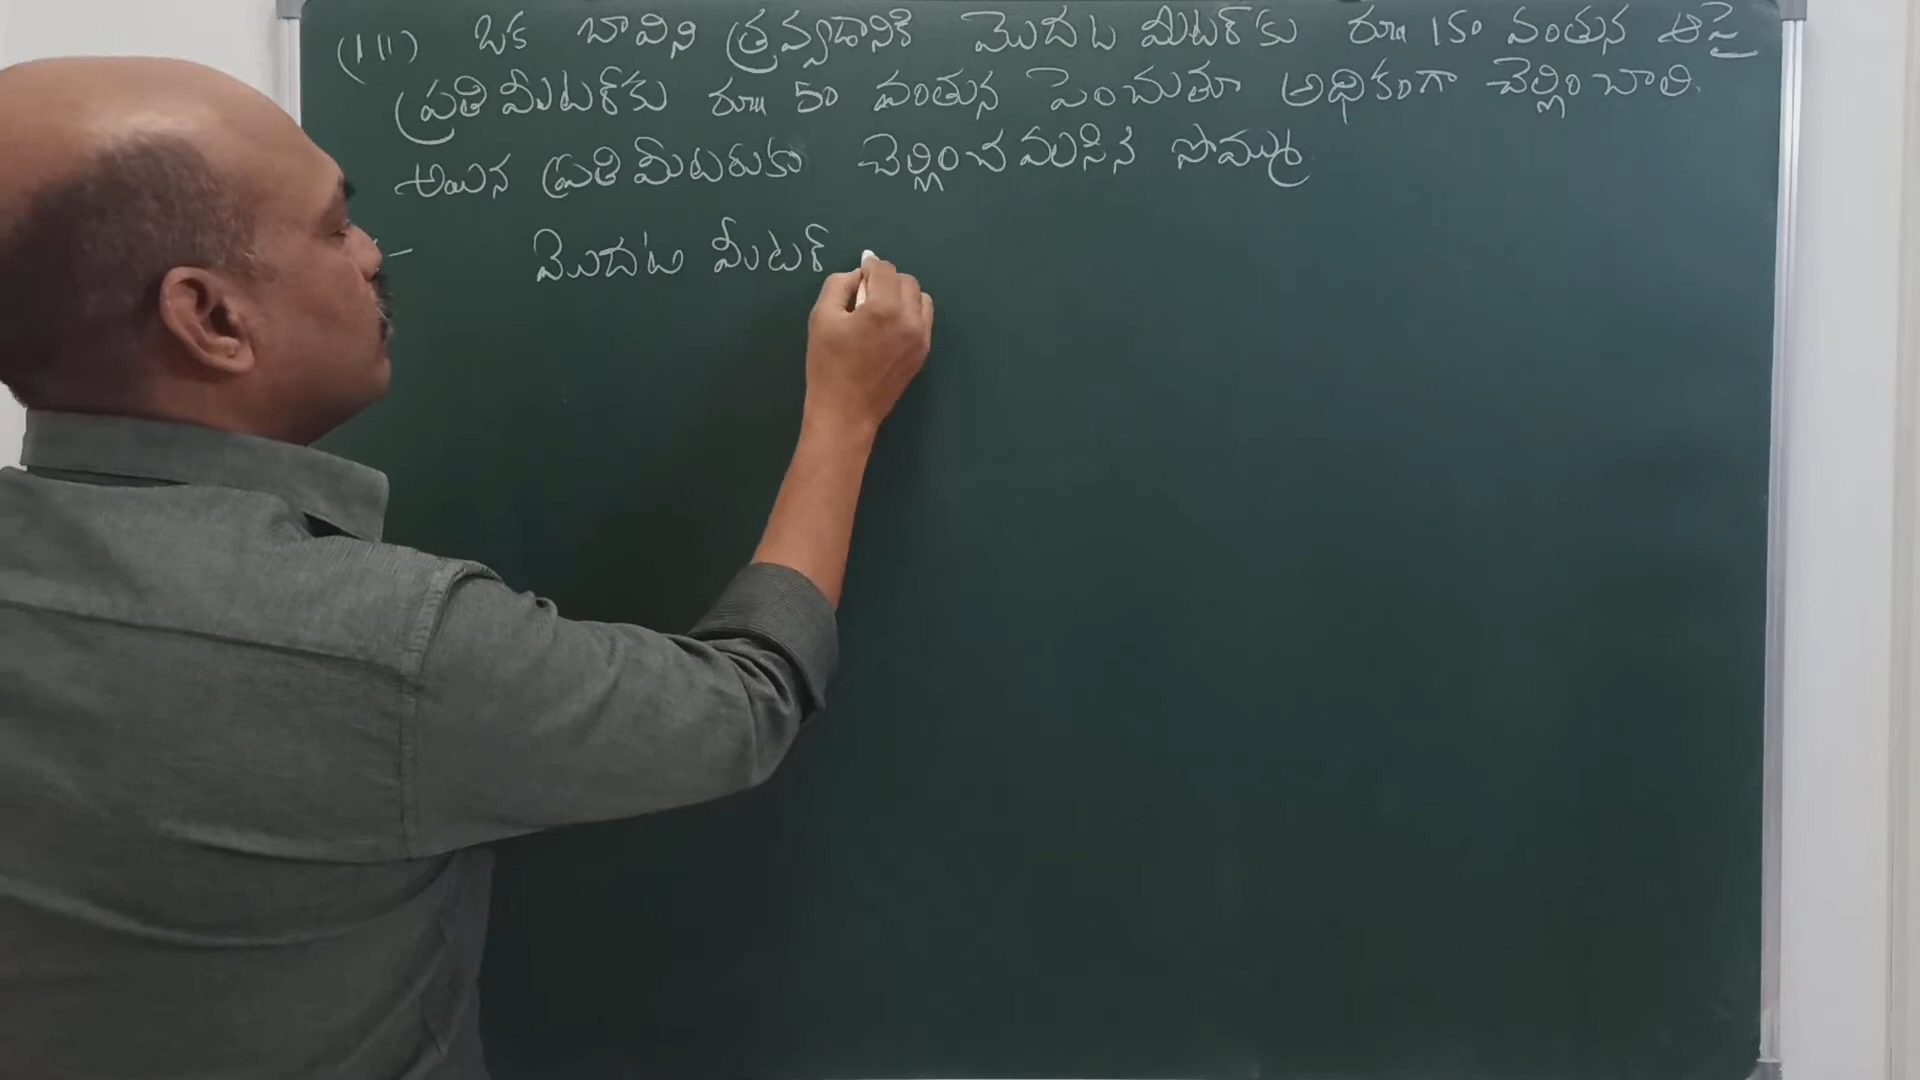 (iii) ఒక బావిని త్రవ్వడానికి మొదట మీటర్‌కు రూ॥ 150 వంతున ఆపై
ప్రతి మీటర్‌కు రూ॥ 50 వంతున పెంచుతూ అధికంగా చెల్లించాలి.
అయిన ప్రతి మీటరుకూ చెల్లించవలసిన సొమ్ము
మొదట మీటర్